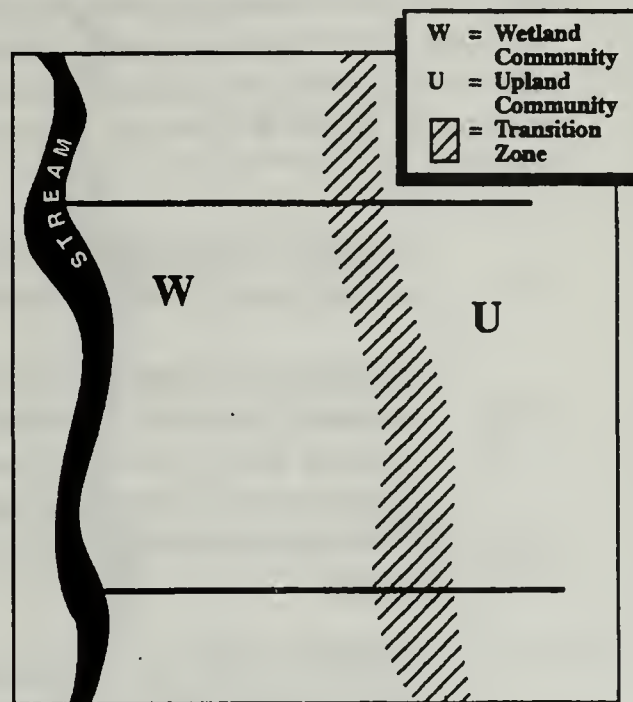 W = Wetland
Community
U = Upland
Community
= Transition
Zone
STREAM
W
U